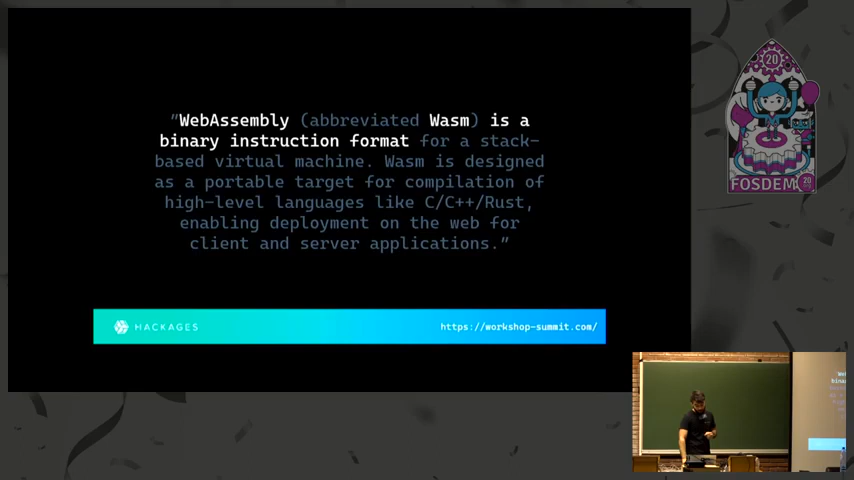 "WebAssembly (abbreviated Wasm) is a
binary instruction format for a stack-
based virtual machine. Wasm is designed
as a portable target for compilation of
high-level languages like C/C++/Rust,
enabling deployment on the web for
client and server applications."
HACKAGES
https://workshop-summit.com/
20
FOSDEM
20